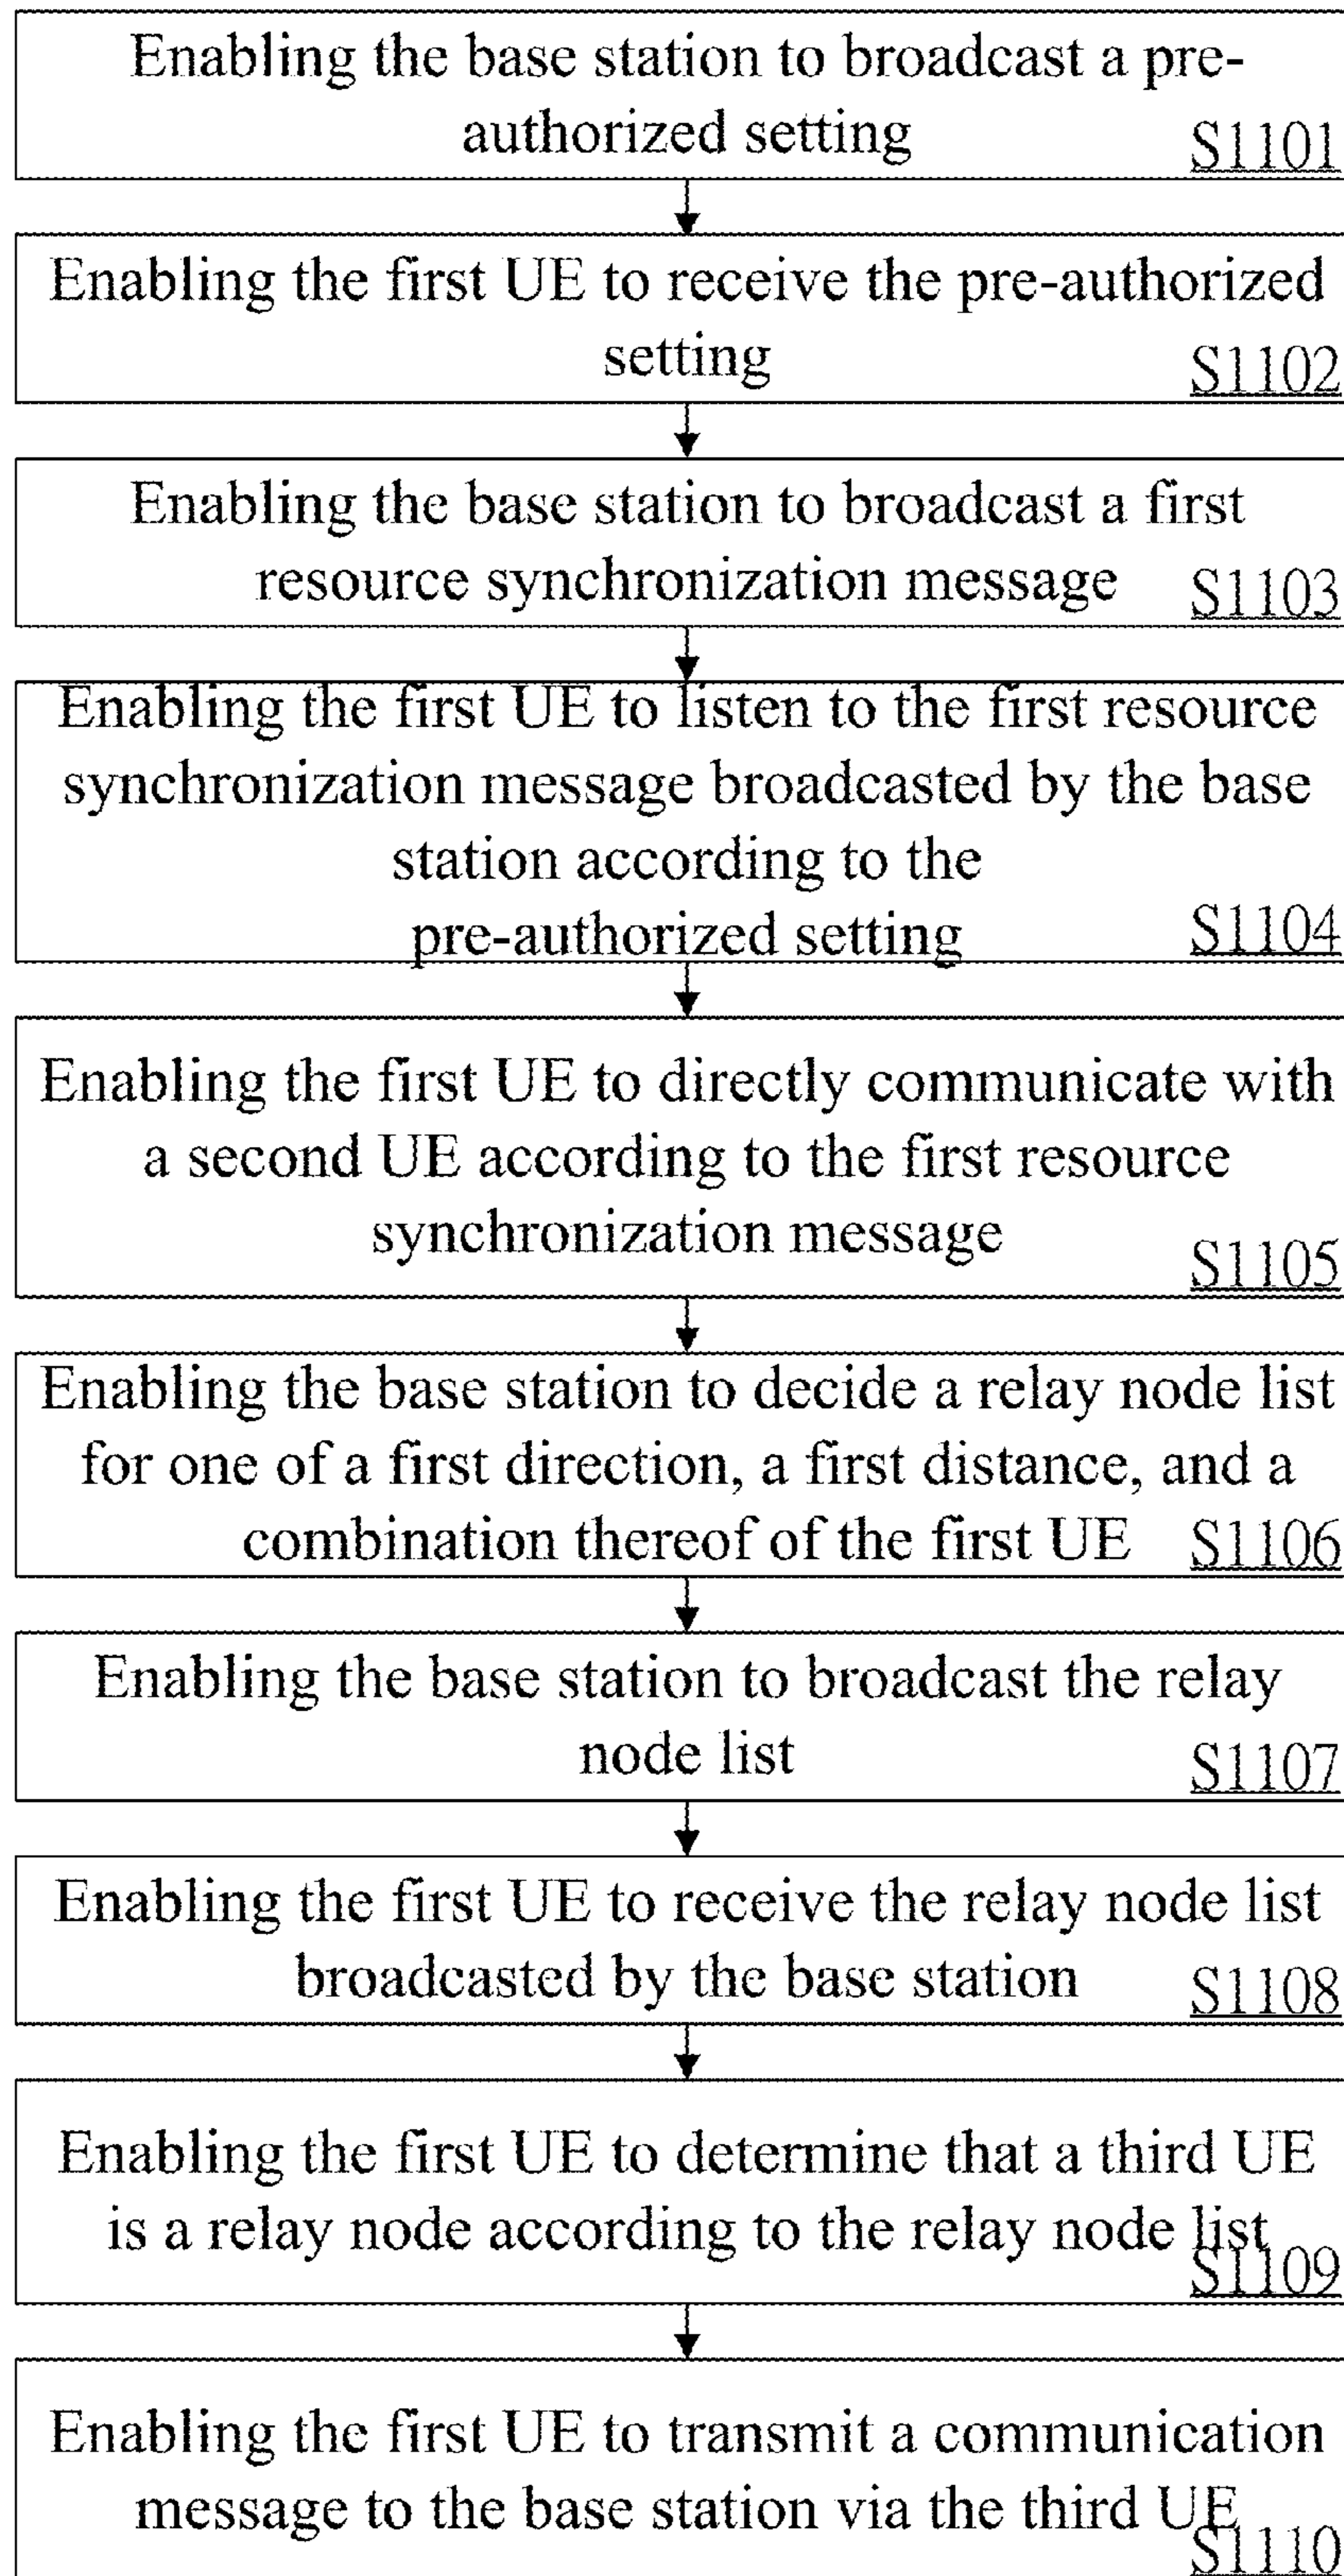 Enabling the base station to broadcast a pre-
authorized setting
S1101
Enabling the first UE to receive the pre-authorized
setting
S1102
Enabling the base station to broadcast a first
resource synchronization message
S1103
Enabling the first UE to listen to the first resource
synchronization message broadcasted by the base
station according to the
pre-authorized setting
S1104
Enabling the first UE to directly communicate with
a second UE according to the first resource
synchronization message
S1105
Enabling the base station to decide a relay node list
for one of a first direction, a first distance, and a
combination thereof of the first UE
S1106
Enabling the base station to broadcast the relay
node list
S1107
Enabling the first UE to receive the relay node list
broadcasted by the base station
S1108
Enabling the first UE to determine that a third UE
is a relay node according to the relay node list
S1109
Enabling the first UE to transmit a communication
message to the base station via the third UE
S1110